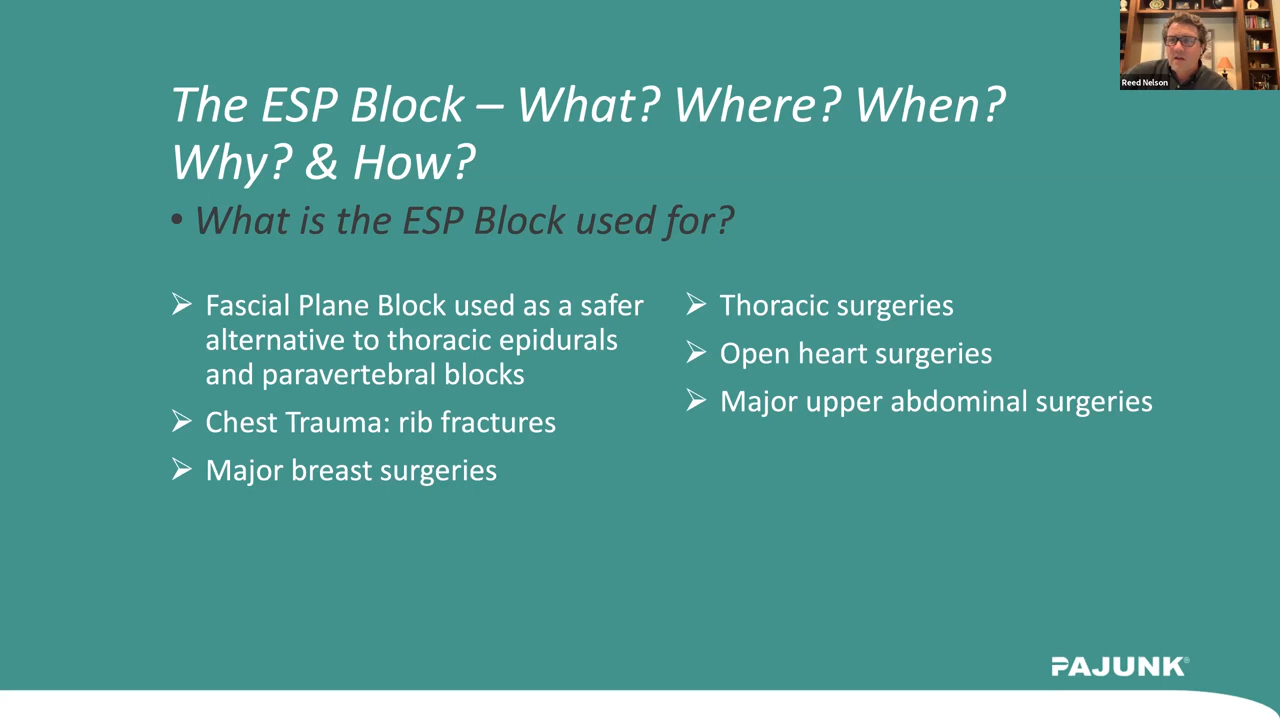 Reed Nelson
The ESP Block – What? Where? When?
Why? & How?
• What is the ESP Block used for?
➢ Fascial Plane Block used as a safer
alternative to thoracic epidurals
and paravertebral blocks
➢ Chest Trauma: rib fractures
➢ Major breast surgeries
➢ Thoracic surgeries
➢ Open heart surgeries
➢ Major upper abdominal surgeries
PAJUNK®